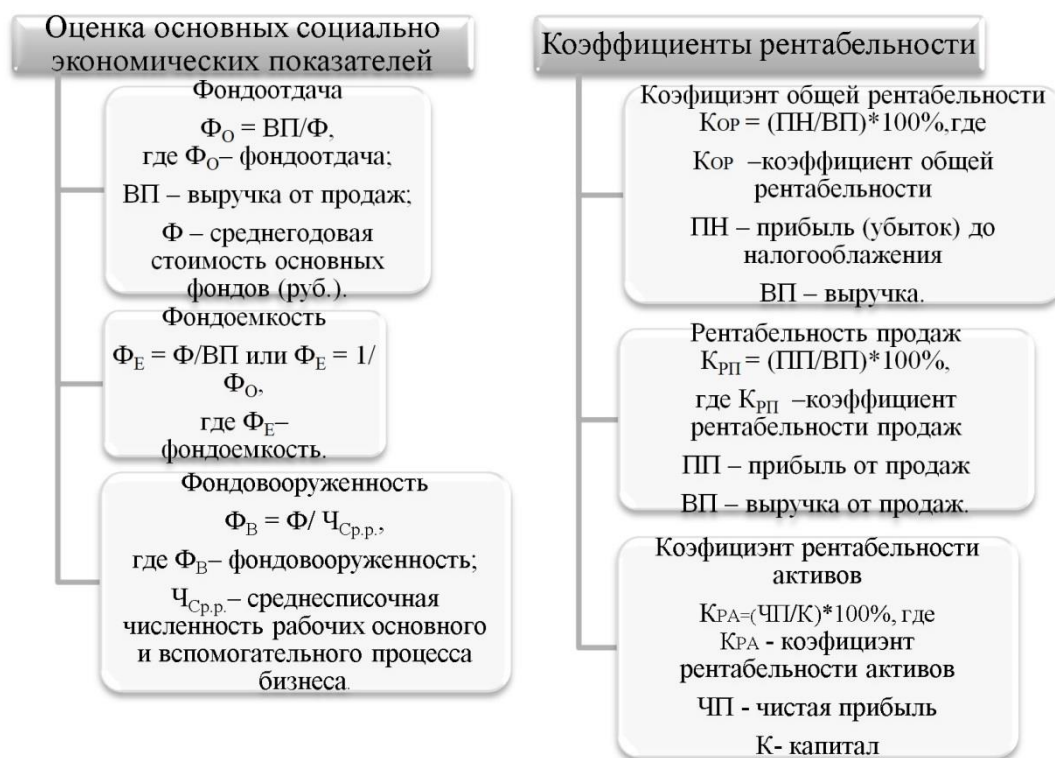 Оценка основных социально
экономических показателей
Фондоотдача
Ф_О = ВП/Ф,
где Ф_О– фондоотдача;
ВП – выручка от продаж;
Ф – среднегодовая
стоимость основных
фондов (руб.).
Фондоемкость
Ф_Е = Ф/ВП или Ф_Е = 1/
Ф_О,
где Ф_Е–
фондоемкость.
Фондовооруженность
Ф_В = Ф/ Ч_Ср.р.,
где Ф_В– фондовооруженность;
Ч_Ср.р.– среднесписочная
численность рабочих основного
и вспомогательного процесса
бизнеса.
Коэффициенты рентабельности
Коэфициэнт общей рентабельности
КОР = (ПН/ВП)*100%,где
КОР –коэффициент общей
рентабельности
ПН – прибыль (убыток) до
налогооблажения
ВП – выручка.
Рентабельность продаж
К_РП = (ПП/ВП)*100%,
где К_РП –коэффициент
рентабельности продаж
ПП – прибыль от продаж
ВП – выручка от продаж.
Коэфициэнт рентабельности
активов
КРА=(ЧП/К)*100%, где
КРА - коэфициэнт
рентабельности активов
ЧП - чистая прибыль
К- капитал